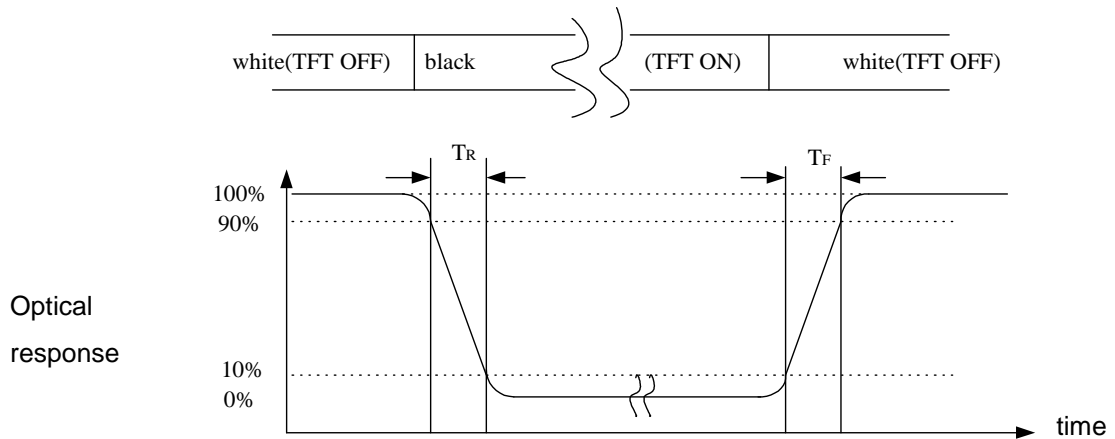 white(TFT OFF) black (TFT ON) white(TFT OFF)
TR TF
100%
90%
Optical
response
10%
0%
time